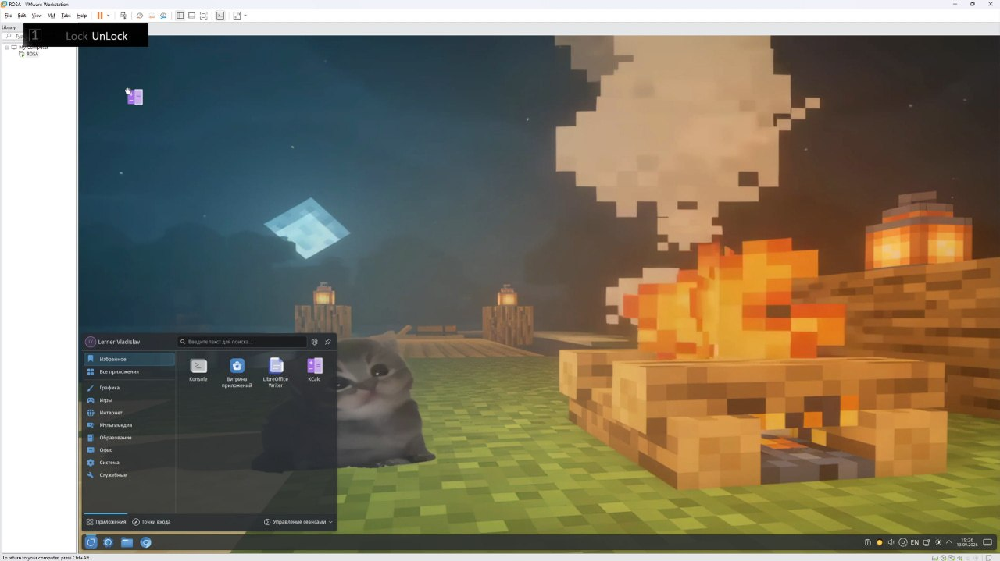 ROSA - VMware Workstation
File Edit View VM Tabs Help
Library
1 Lock UnLock
My Computer
ROSA
LV Lerner Vladislav
Введите текст для поиска...
Избранное
Все приложения
Графика
Игры
Интернет
Мультимедиа
Образование
Офис
Система
Служебные
Konsole
Витрина приложений
LibreOffice Writer
KCalc
Приложения Точки входа Управление сеансами
EN
19:26
13.09.2026
To return to your computer, press Ctrl+Alt.